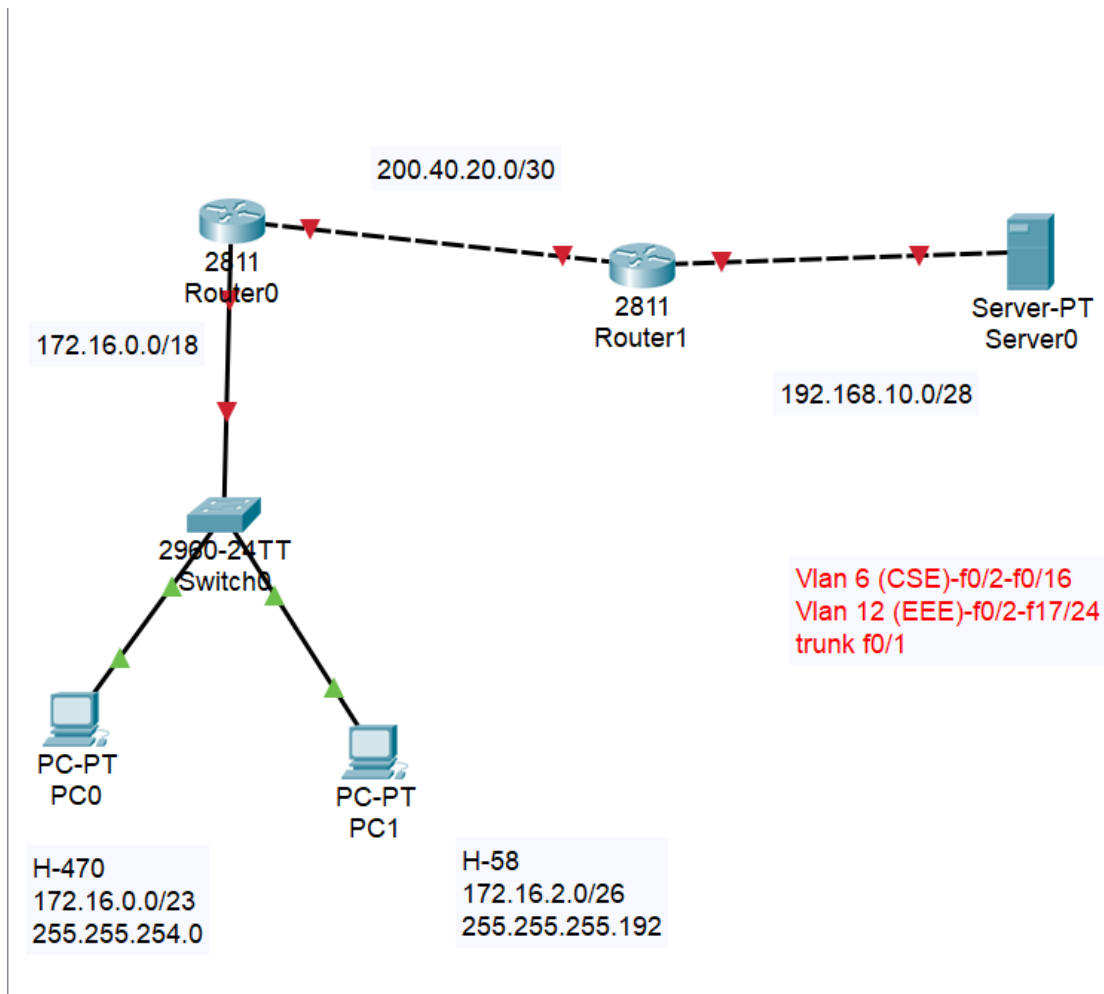 200.40.20.0/30
2811
Router0
2811
Router1
Server-PT
Server0
172.16.0.0/18
192.168.10.0/28
2960-24TT
Switch0
Vlan 6 (CSE)-f0/2-f0/16
Vlan 12 (EEE)-f0/2-f17/24
trunk f0/1
PC-PT
PC0
PC-PT
PC1
H-470
172.16.0.0/23
255.255.254.0
H-58
172.16.2.0/26
255.255.255.192